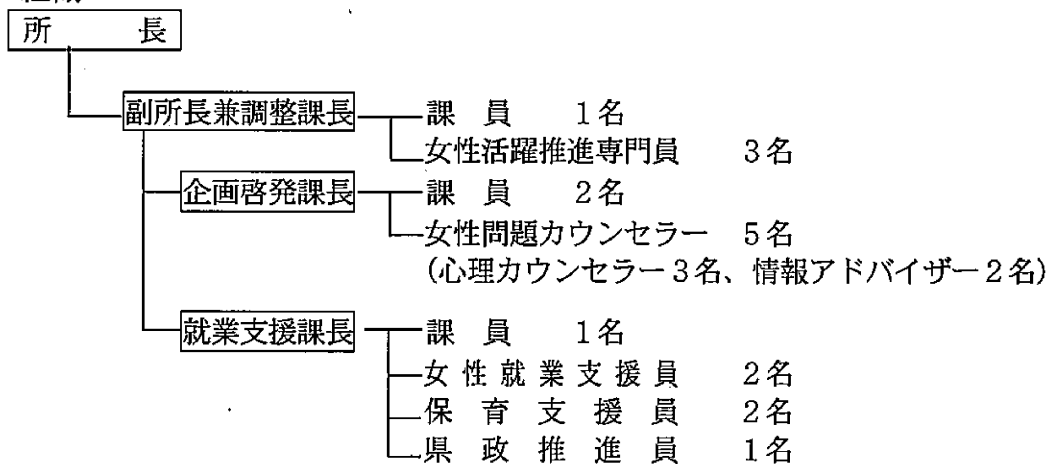 所 長
副所長兼調整課長 課員 1名
女性活躍推進専門員 3名
企画啓発課長 課員 2名
女性問題カウンセラー 5名
(心理カウンセラー3名、情報アドバイザー2名)
就業支援課長 課員 1名
女性就業支援員 2名
保育支援員 2名
県政推進員 1名